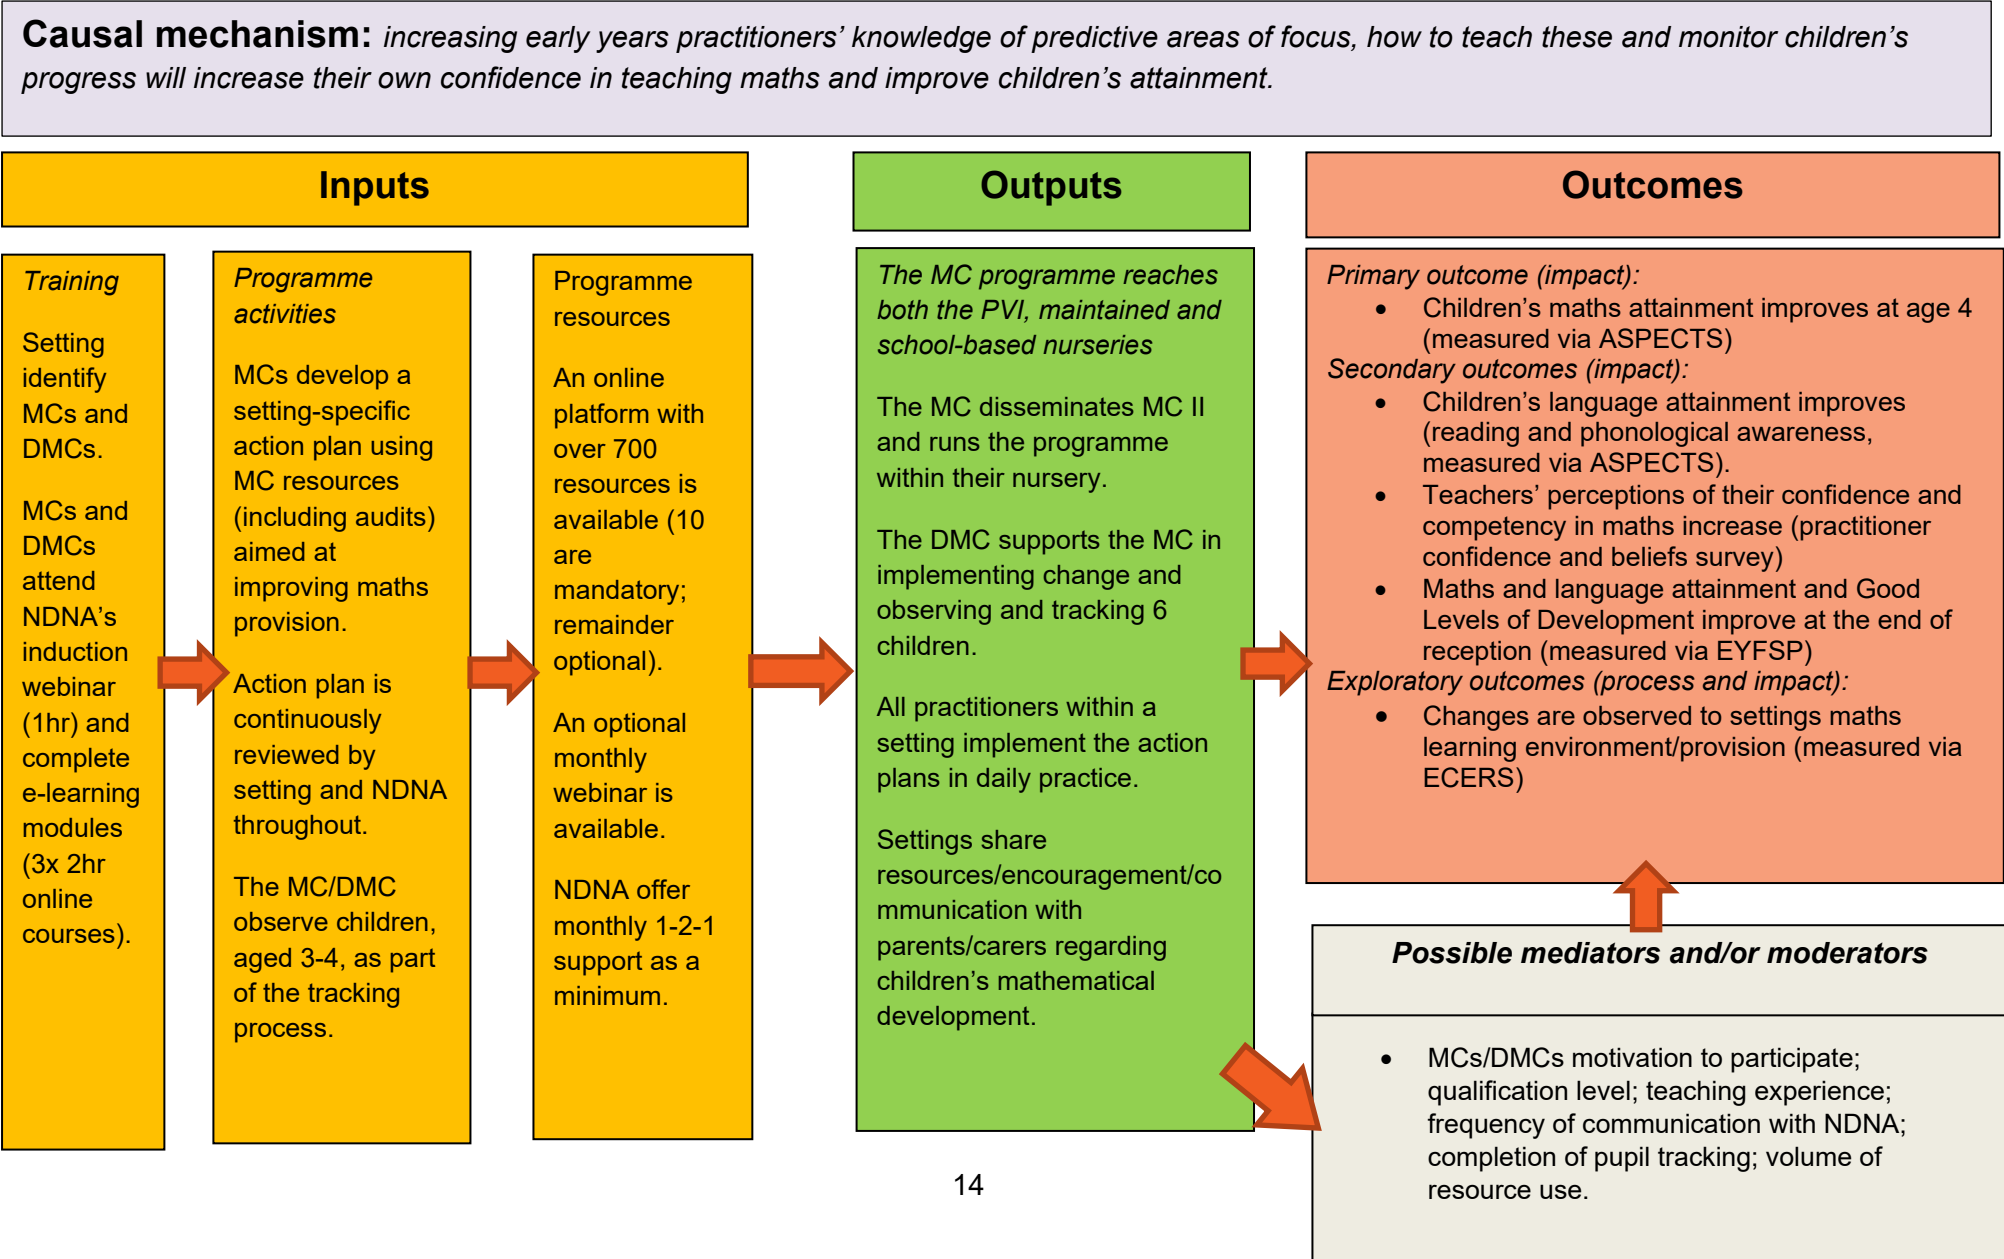 Causal mechanism: increasing early years practitioners’ knowledge of predictive areas of focus, how to teach these and monitor children’s
progress will increase their own confidence in teaching maths and improve children’s attainment.
Inputs
Training
Setting
identify
MCs and
DMCs.
MCs and
DMCs
attend
NDNA’s
induction
webinar
(1hr) and
complete
e-learning
modules
(3x 2hr
online
courses).
Programme
activities
MCs develop a
setting-specific
action plan using
MC resources
(including audits)
aimed at
improving maths
provision.
Action plan is
continuously
reviewed by
setting and NDNA
throughout.
The MC/DMC
observe children,
aged 3-4, as part
of the tracking
process.
Programme
resources
An online
platform with
over 700
resources is
available (10
are
mandatory;
remainder
optional).
An optional
monthly
webinar is
available.
NDNA offer
monthly 1-2-1
support as a
minimum.
Outputs
The MC programme reaches
both the PVI, maintained and
school-based nurseries
The MC disseminates MC II
and runs the programme
within their nursery.
The DMC supports the MC in
implementing change and
observing and tracking 6
children.
All practitioners within a
setting implement the action
plans in daily practice.
Settings share
resources/encouragement/co
mmunication with
parents/carers regarding
children’s mathematical
development.
Outcomes
Primary outcome (impact):
• Children’s maths attainment improves at age 4
(measured via ASPECTS)
Secondary outcomes (impact):
• Children’s language attainment improves
(reading and phonological awareness,
measured via ASPECTS).
• Teachers’ perceptions of their confidence and
competency in maths increase (practitioner
confidence and beliefs survey)
• Maths and language attainment and Good
Levels of Development improve at the end of
reception (measured via EYFSP)
Exploratory outcomes (process and impact):
• Changes are observed to settings maths
learning environment/provision (measured via
ECERS)
Possible mediators and/or moderators
• MCs/DMCs motivation to participate;
qualification level; teaching experience;
frequency of communication with NDNA;
completion of pupil tracking; volume of
resource use.
14